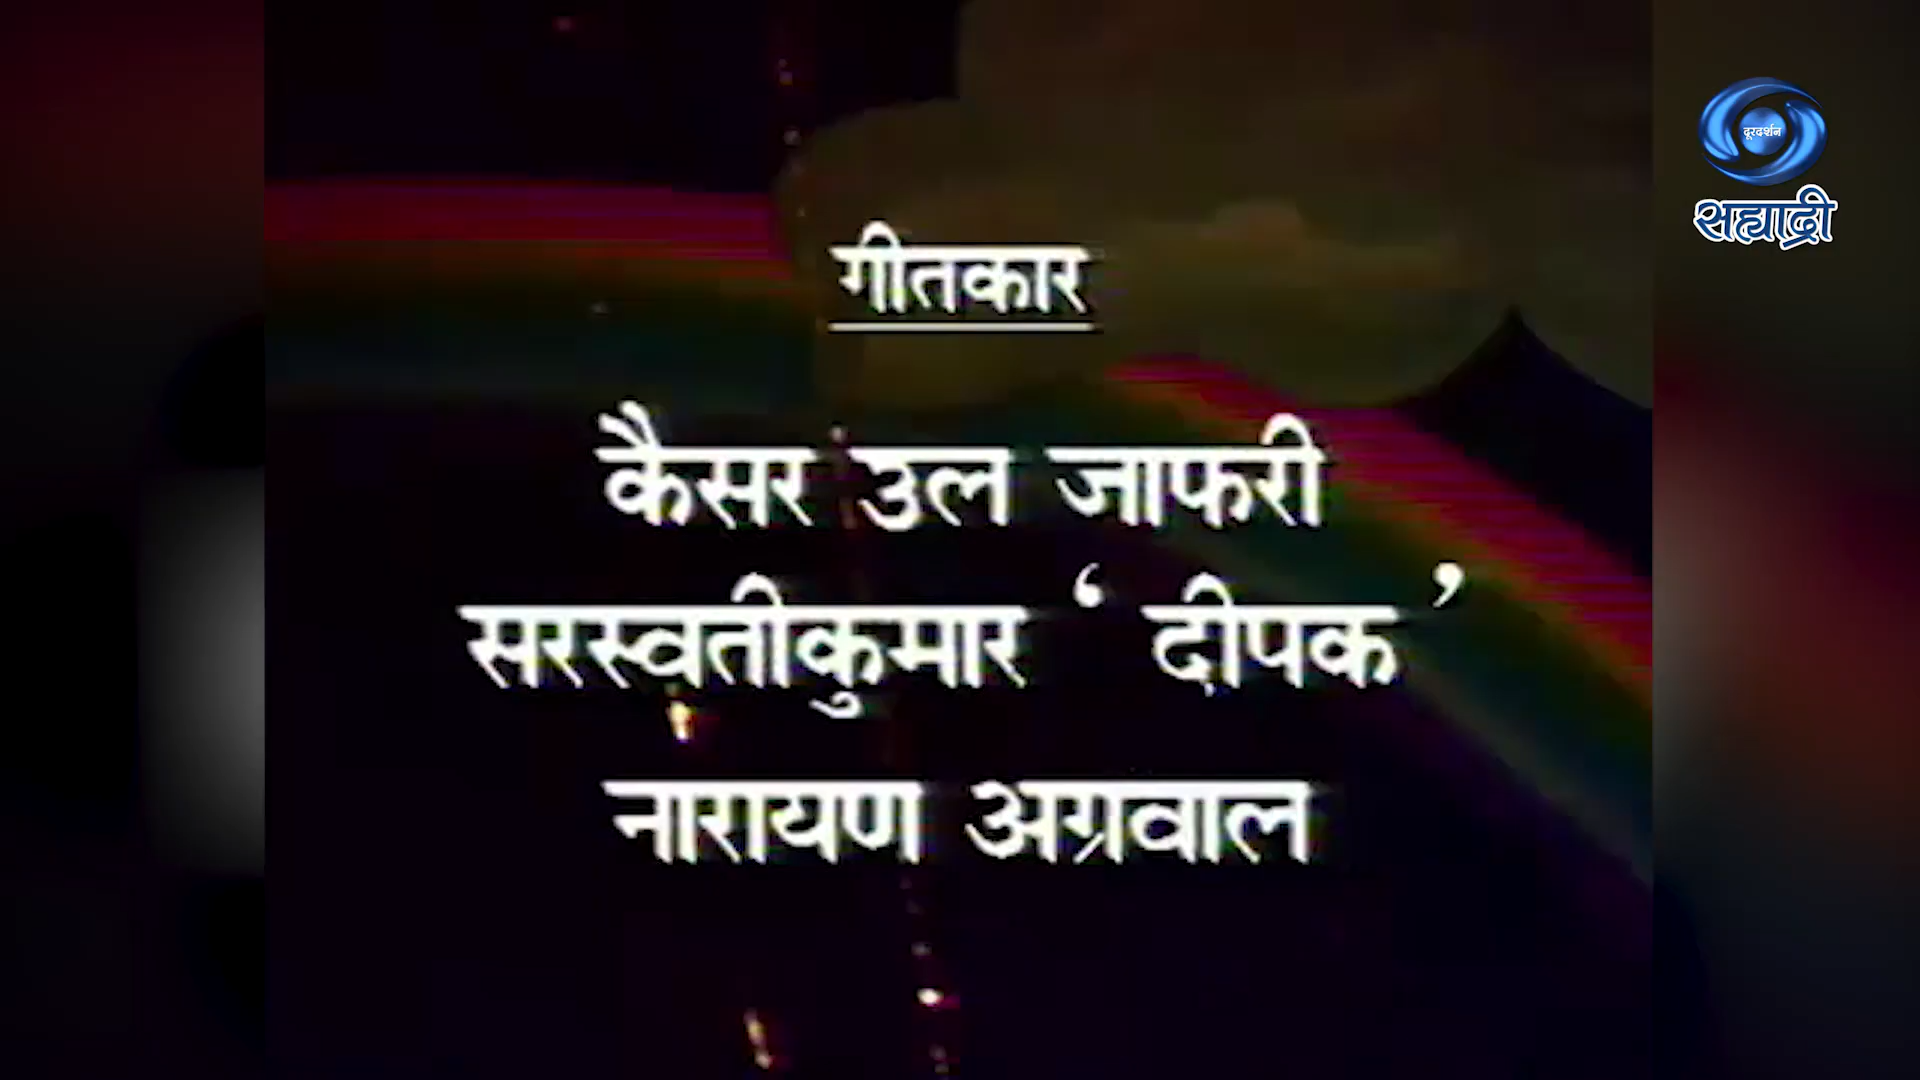 दूरदर्शन
सह्याद्री
गीतकार
कैसर उल जाफरी
सरस्वतीकुमार ‘ दीपक ’
नारायण अग्रवाल